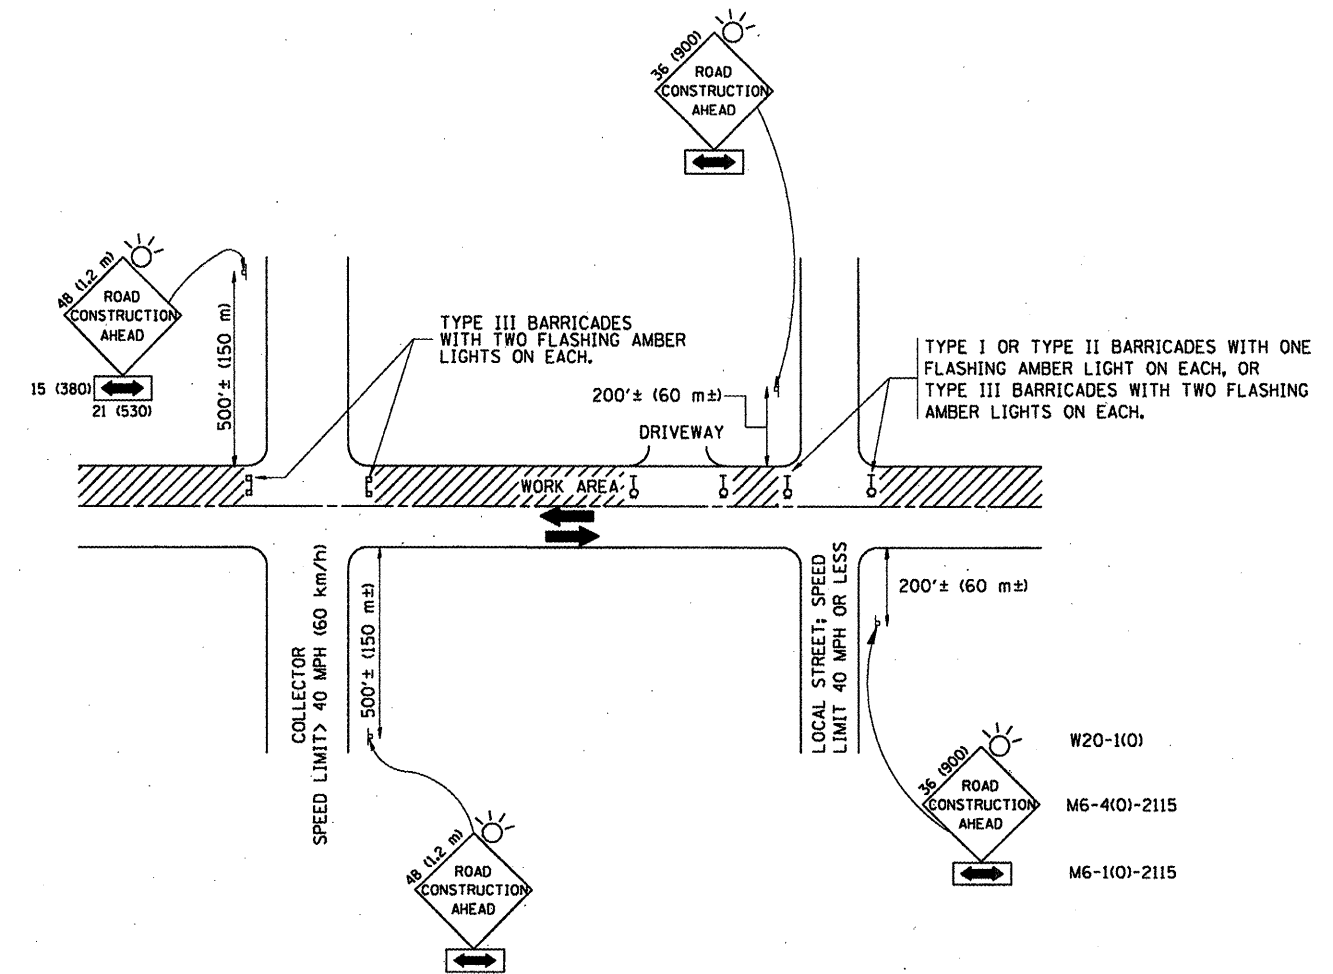 36 (900)
ROAD
CONSTRUCTION
AHEAD
48 (1.2 m)
ROAD
CONSTRUCTION
AHEAD
15 (380)
21 (530)
500'± (150 m)
TYPE III BARRICADES
WITH TWO FLASHING AMBER
LIGHTS ON EACH.
200'± (60 m±)
DRIVEWAY
TYPE I OR TYPE II BARRICADES WITH ONE
FLASHING AMBER LIGHT ON EACH, OR
TYPE III BARRICADES WITH TWO FLASHING
AMBER LIGHTS ON EACH.
WORK AREA
COLLECTOR
SPEED LIMIT> 40 MPH (60 km/h)
500'± (150 m±)
LOCAL STREET; SPEED
LIMIT 40 MPH OR LESS
200'± (60 m±)
48 (1.2 m)
ROAD
CONSTRUCTION
AHEAD
36 (900)
ROAD
CONSTRUCTION
AHEAD
W20-1(O)
M6-4(O)-2115
M6-1(O)-2115